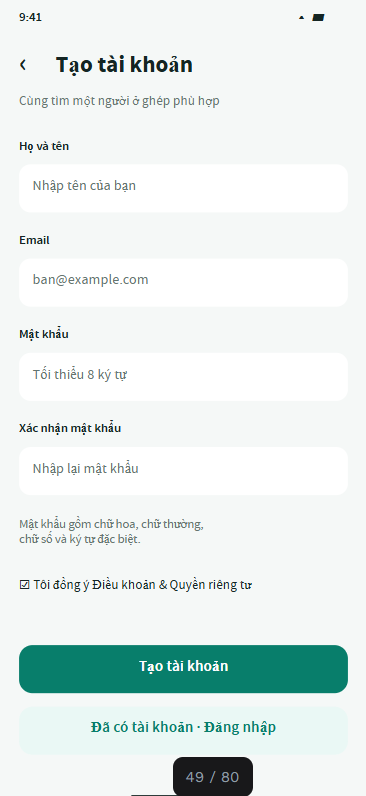 9:41
Tạo tài khoản
Cùng tìm một người ở ghép phù hợp
Họ và tên
Nhập tên của bạn
Email
ban@example.com
Mật khẩu
Tối thiểu 8 ký tự
Xác nhận mật khẩu
Nhập lại mật khẩu
Mật khẩu gồm chữ hoa, chữ thường,
chữ số và ký tự đặc biệt.
☑ Tôi đồng ý Điều khoản & Quyền riêng tư
Tạo tài khoản
Đã có tài khoản · Đăng nhập
49 / 80